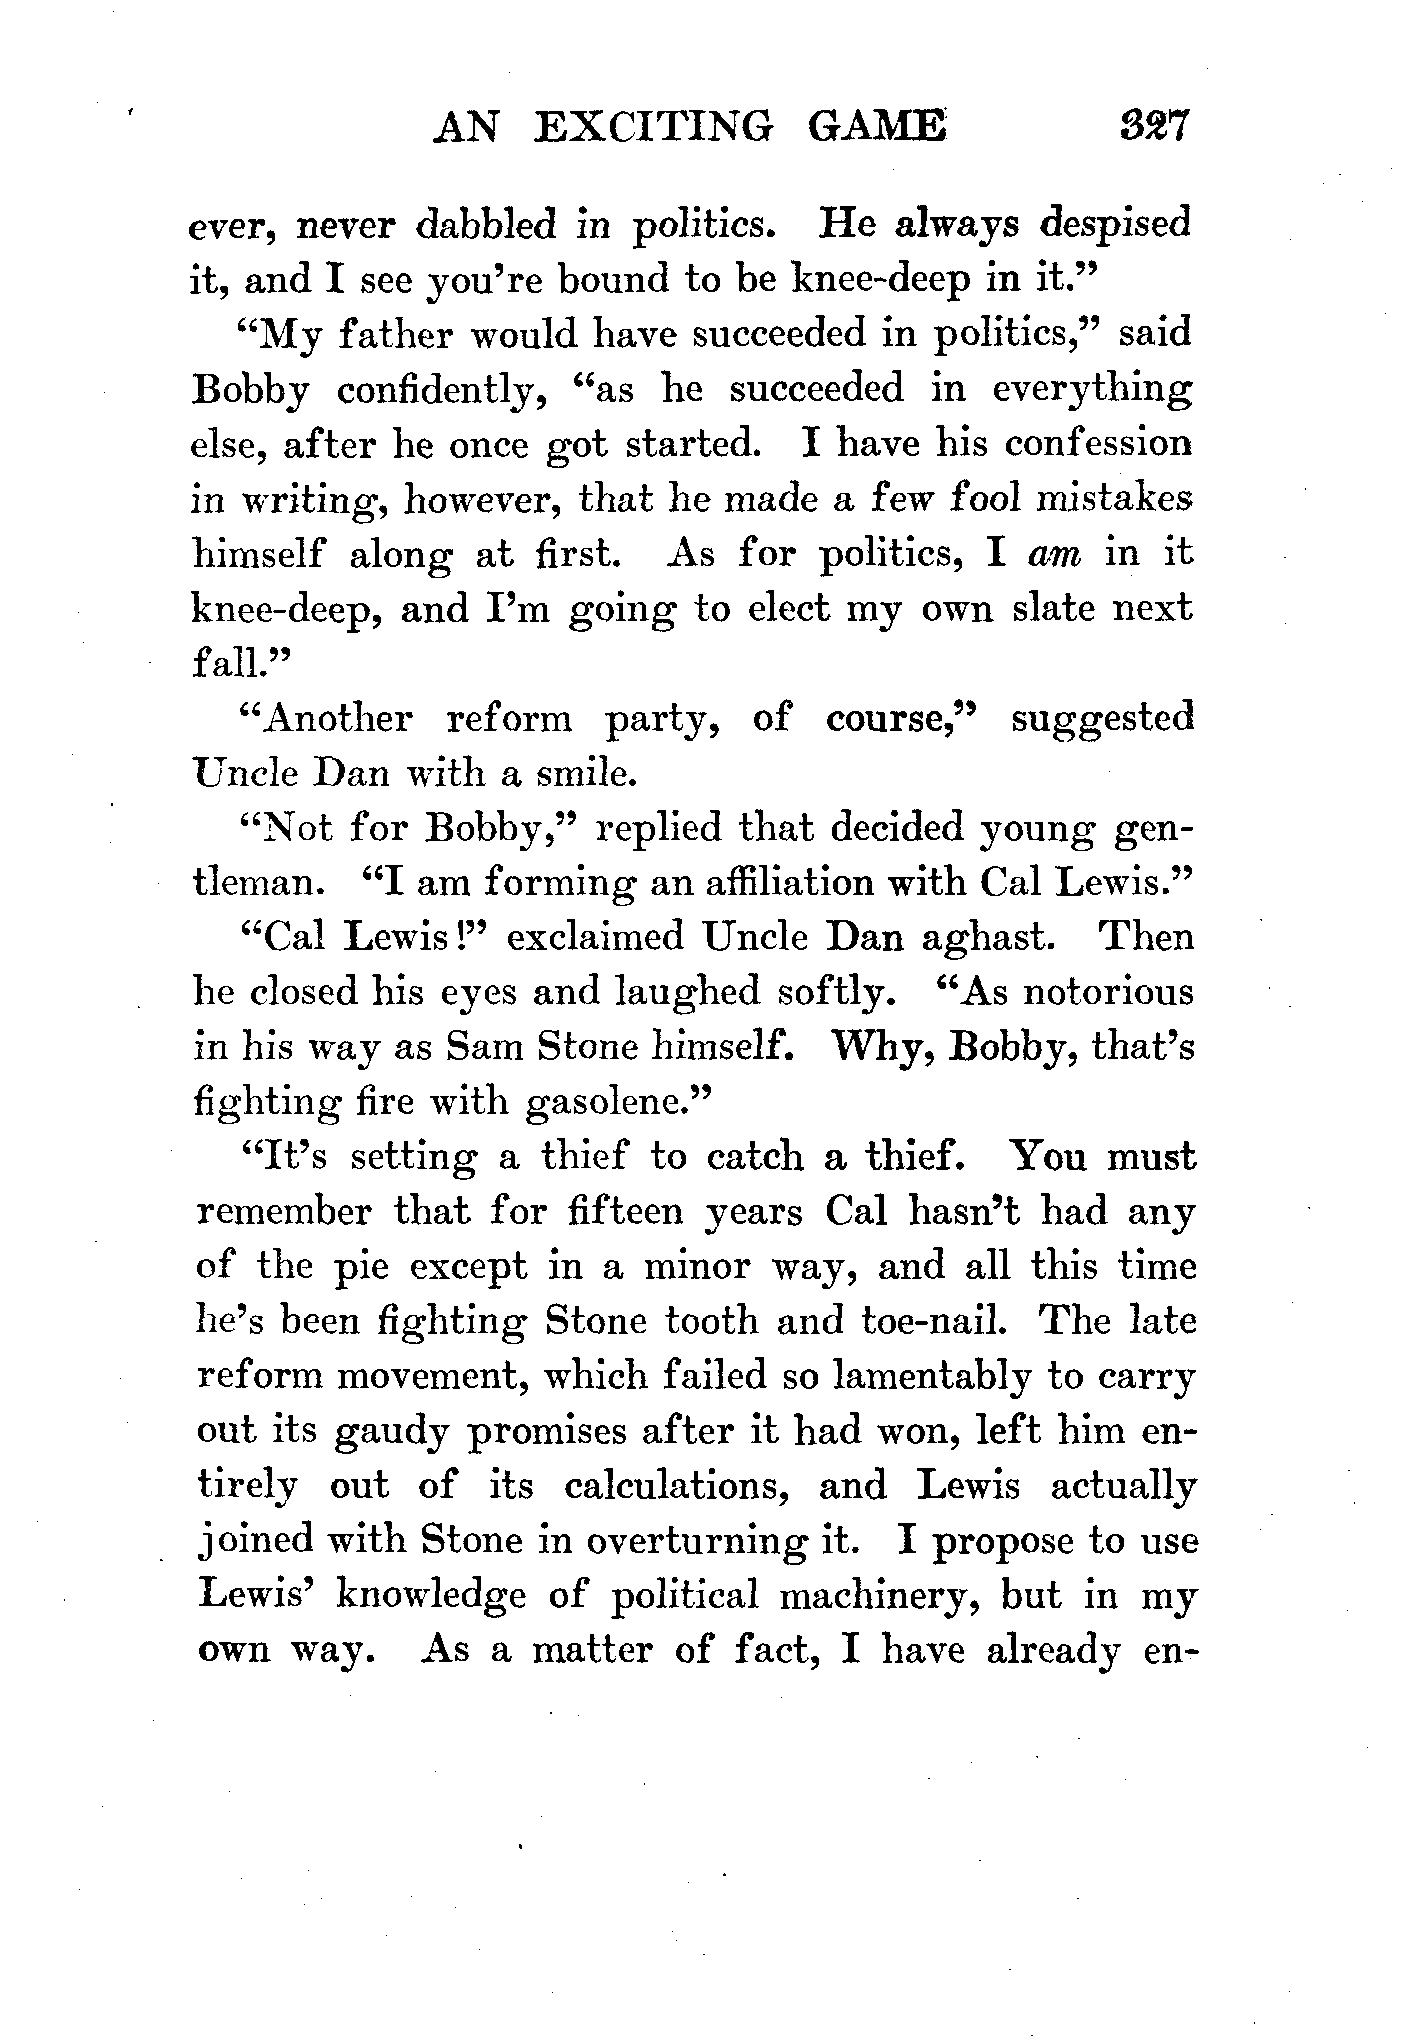 AN EXCITING GAME 327
ever, never dabbled in politics. He always despised
it, and I see you're bound to be knee-deep in it."
"My father would have succeeded in politics," said
Bobby confidently, "as he succeeded in everything
else, after he once got started. I have his confession
in writing, however, that he made a few fool mistakes
himself along at first. As for politics, I am in it
knee-deep, and I'm going to elect my own slate next
fall."
"Another reform party, of course," suggested
Uncle Dan with a smile.
"Not for Bobby," replied that decided young gen-
tleman. "I am forming an affiliation with Cal Lewis."
"Cal Lewis!" exclaimed Uncle Dan aghast. Then
he closed his eyes and laughed softly. "As notorious
in his way as Sam Stone himself. Why, Bobby, that's
fighting fire with gasolene."
"It's setting a thief to catch a thief. You must
remember that for fifteen years Cal hasn't had any
of the pie except in a minor way, and all this time
he's been fighting Stone tooth and toe-nail. The late
reform movement, which failed so lamentably to carry
out its gaudy promises after it had won, left him en-
tirely out of its calculations, and Lewis actually
joined with Stone in overturning it. I propose to use
Lewis' knowledge of political machinery, but in my
own way. As a matter of fact, I have already en-